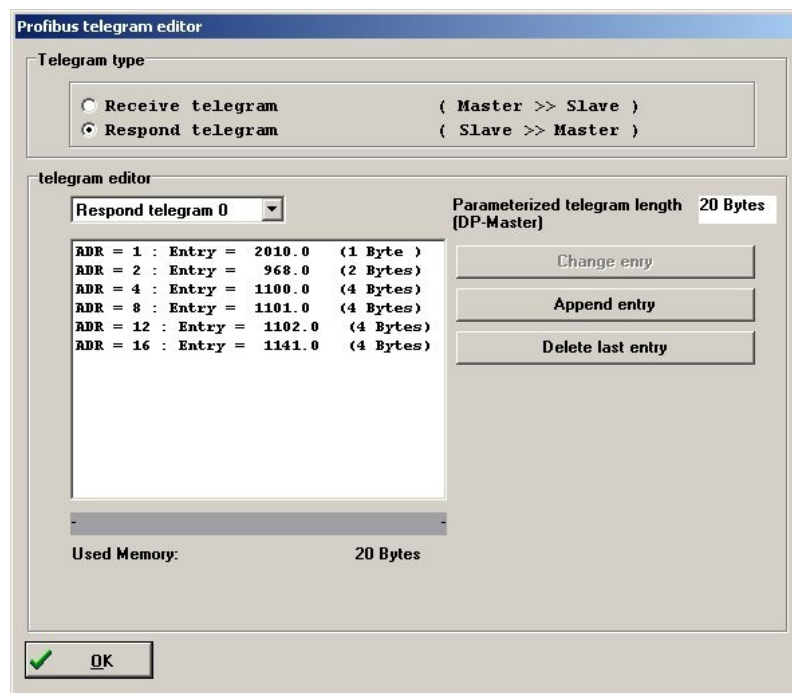 Profibus telegram editor
Telegram type
Receive telegram ( Master >> Slave )
Respond telegram ( Slave >> Master )
telegram editor
Respond telegram 0
Parameterized telegram length 20 Bytes
(DP-Master)
ADR = 1 : Entry = 2010.0 (1 Byte )
ADR = 2 : Entry = 968.0 (2 Bytes)
ADR = 4 : Entry = 1100.0 (4 Bytes)
ADR = 8 : Entry = 1101.0 (4 Bytes)
ADR = 12 : Entry = 1102.0 (4 Bytes)
ADR = 16 : Entry = 1141.0 (4 Bytes)
Change enry
Append entry
Delete last entry
- -
Used Memory: 20 Bytes
OK